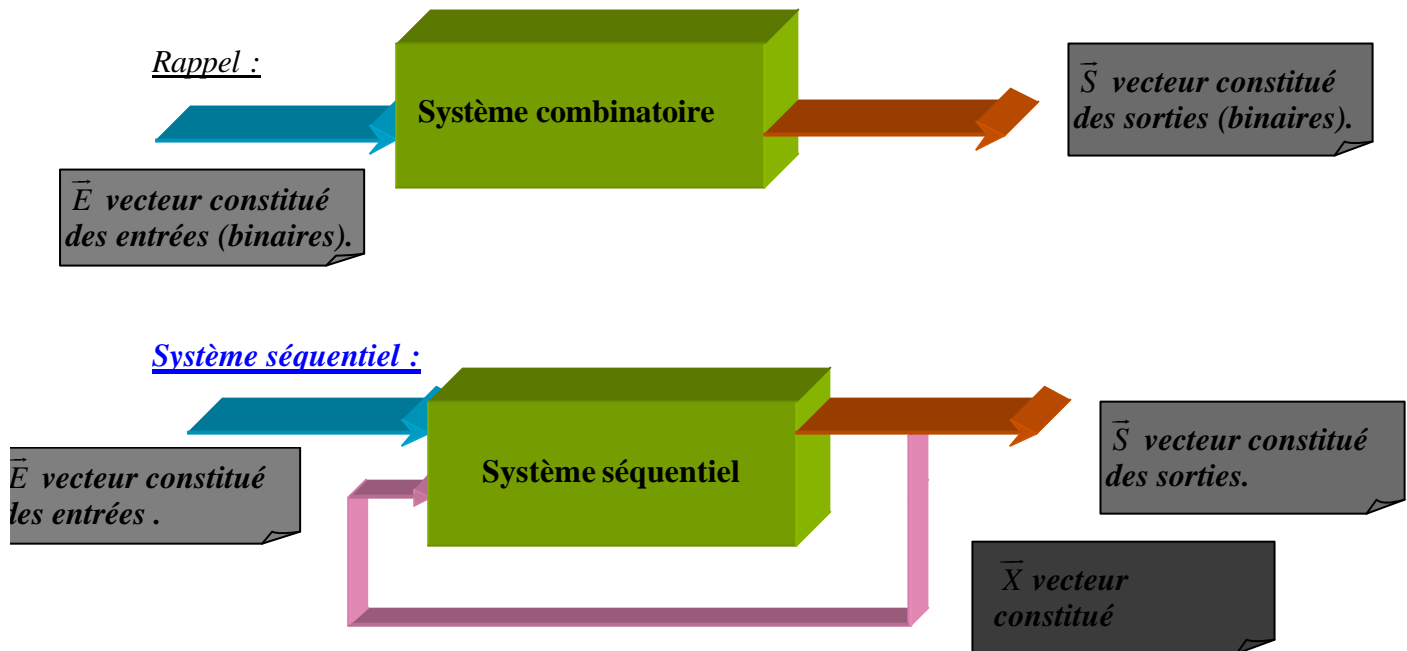 Rappel :
Système combinatoire
S vecteur constitué
des sorties (binaires).
E vecteur constitué
des entrées (binaires).
Système séquentiel :
Système séquentiel
S vecteur constitué
des sorties.
E vecteur constitué
des entrées .
X vecteur
constitué